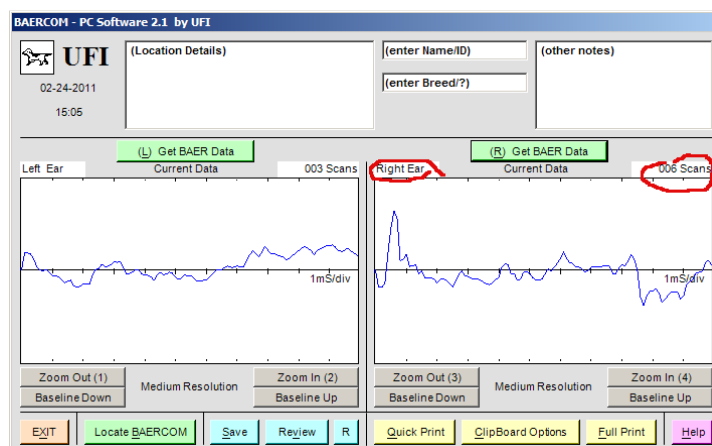 BAERCOM - PC Software 2.1 by UFI
UFI
02-24-2011
15:05
(Location Details)
(enter Name/ID)
(enter Breed/?)
(other notes)
(L) Get BAER Data
Left Ear Current Data 003 Scans
1mS/div
Zoom Out (1)
Baseline Down
Medium Resolution
Zoom In (2)
Baseline Up
(R) Get BAER Data
Right Ear Current Data 006 Scans
1mS/div
Zoom Out (3)
Baseline Down
Medium Resolution
Zoom In (4)
Baseline Up
EXIT Locate BAERCOM Save Review R Quick Print ClipBoard Options Full Print Help